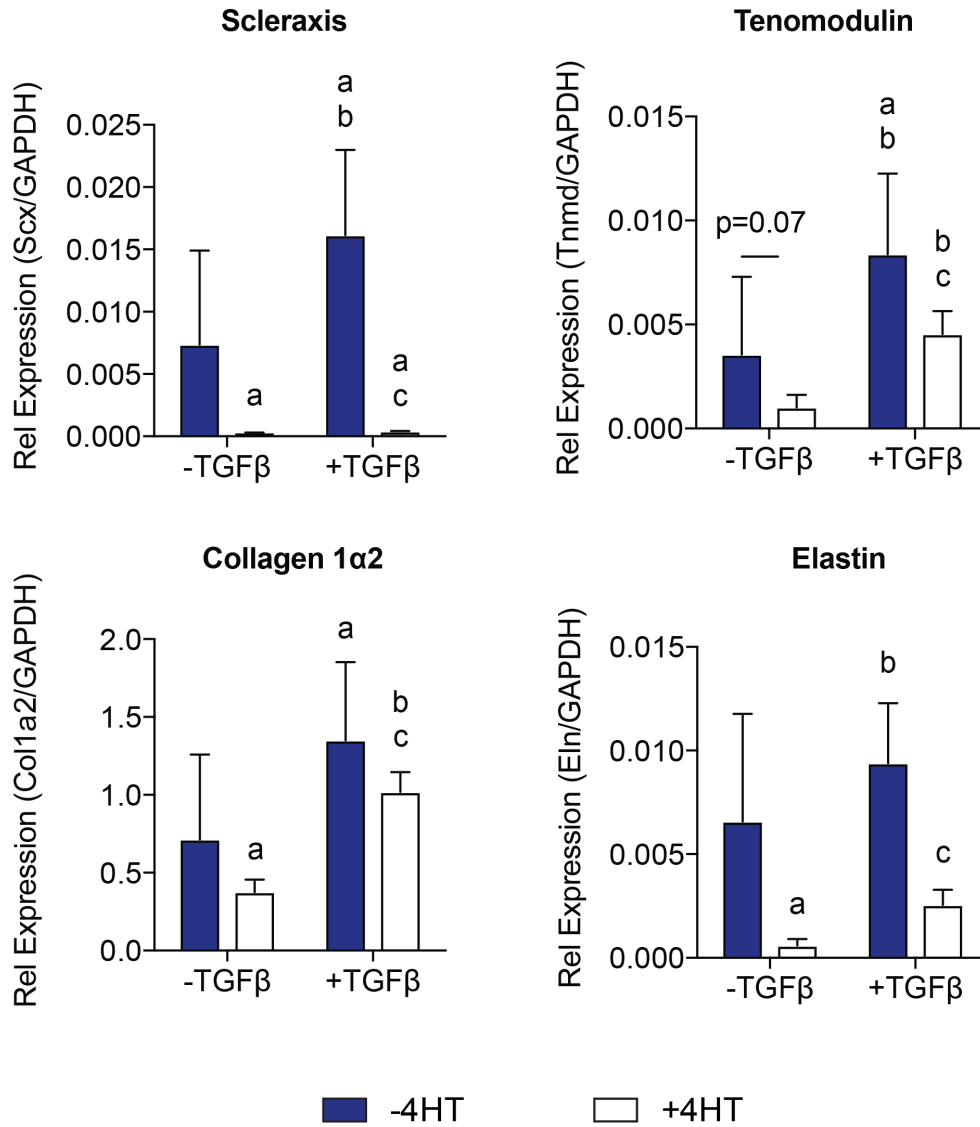 Scleraxis
Rel Expression (Scx/GAPDH)
0.025
0.020
0.015
0.010
0.005
0.000
a
a
b
a
c
-TGFβ
+TGFβ
Tenomodulin
Rel Expression (Tnmd/GAPDH)
0.015
0.010
0.005
0.000
p=0.07
a
b
b
c
-TGFβ
+TGFβ
Collagen 1α2
Rel Expression (Col1a2/GAPDH)
2.0
1.5
1.0
0.5
0.0
a
a
b
c
-TGFβ
+TGFβ
Elastin
Rel Expression (Eln/GAPDH)
0.015
0.010
0.005
0.000
a
b
c
-TGFβ
+TGFβ
-4HT
+4HT